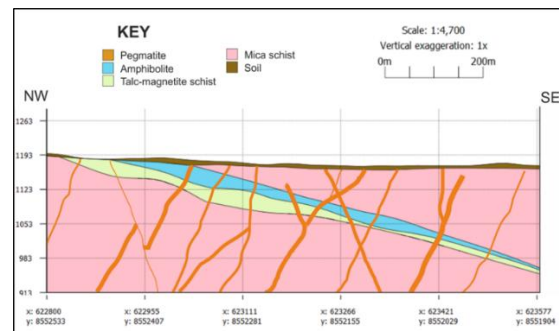 KEY
Pegmatite
Amphibolite
Talc-magnetite schist
Mica schist
Soil
Scale: 1:4,700
Vertical exaggeration: 1x
0m 200m
NW
SE
1263
1193
1123
1053
983
913
x: 622800
y: 8552533
x: 622955
y: 8552407
x: 623111
y: 8552281
x: 623266
y: 8552155
x: 623421
y: 8552029
x: 623577
y: 8551904